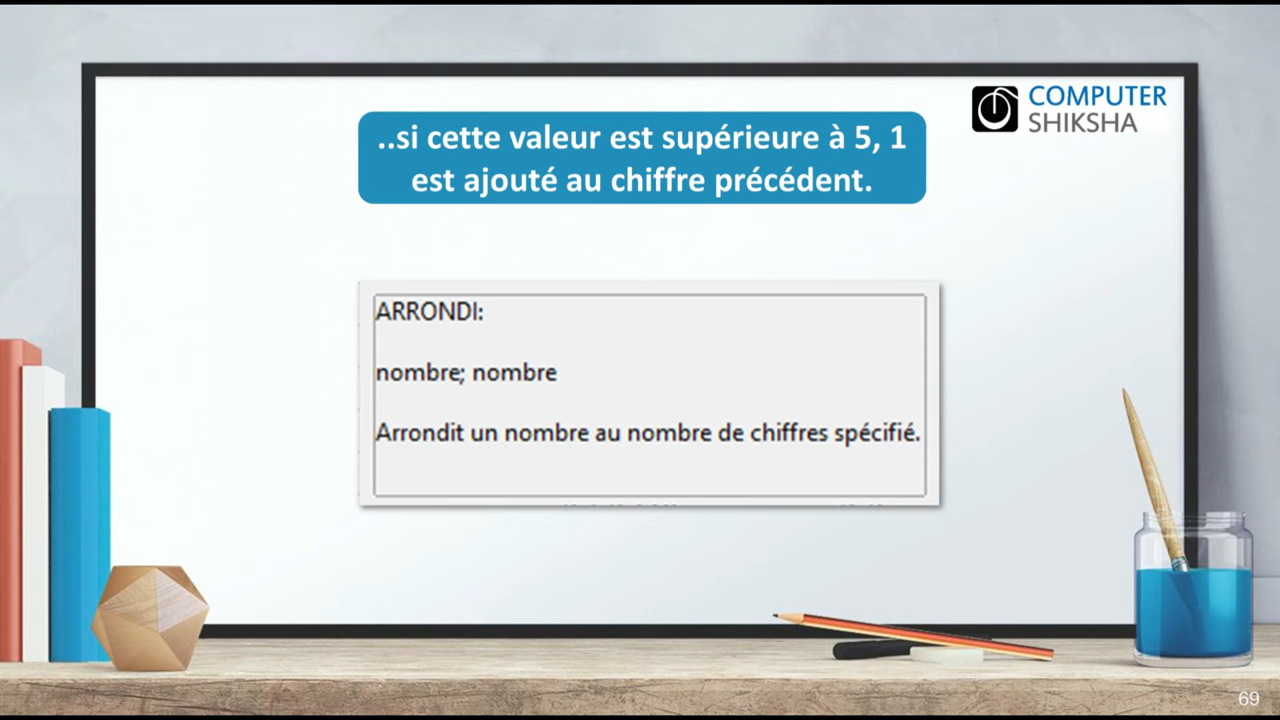 COMPUTER
SHIKSHA
..si cette valeur est supérieure à 5, 1
est ajouté au chiffre précédent.
ARRONDI:
nombre; nombre
Arrondit un nombre au nombre de chiffres spécifié.
69